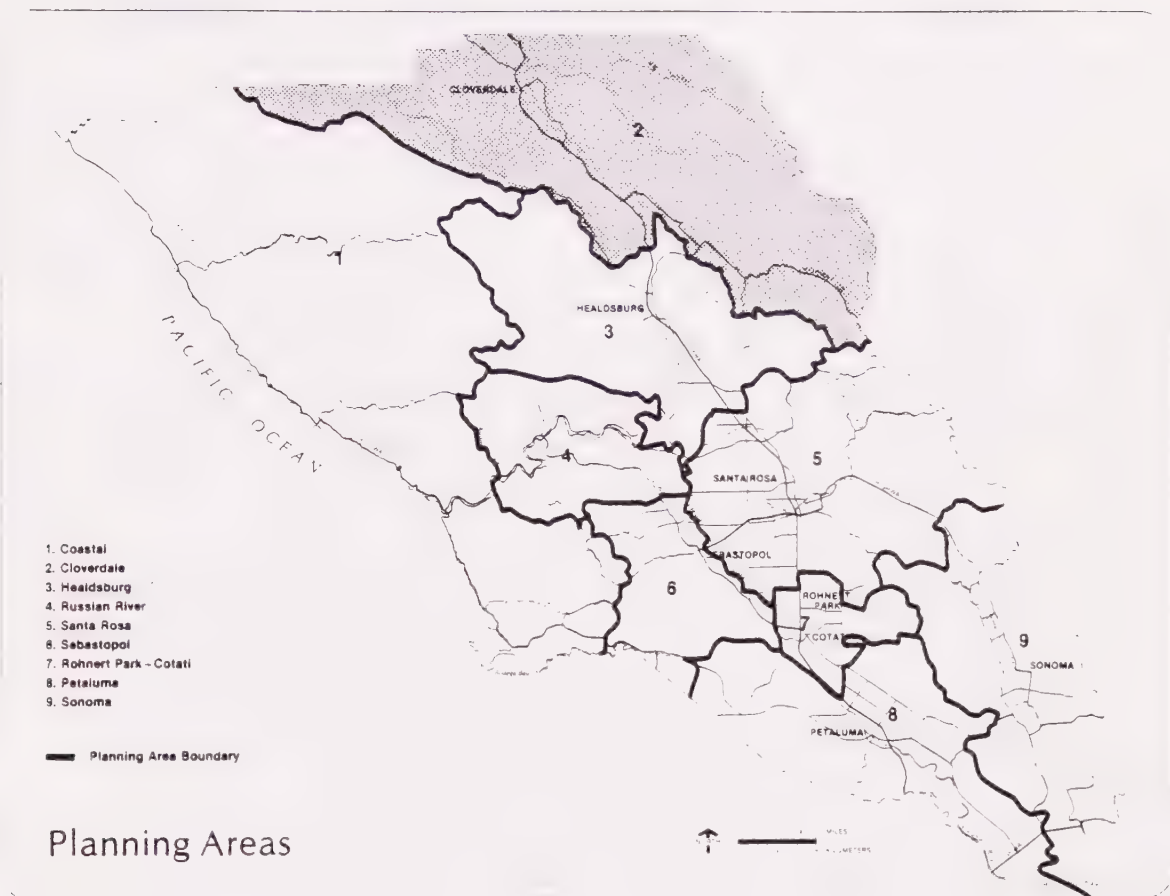 CLOVERDALE
2
1
HEALDSBURG
3
PACIFIC OCEAN
4
5
SANTA ROSA
SEBASTOPOL
6
ROHNERT
PARK
7
COTATI
9
SONOMA
8
PETALUMA
1. Coastal
2. Cloverdale
3. Healdsburg
4. Russian River
5. Santa Rosa
6. Sebastopol
7. Rohnert Park - Cotati
8. Petaluma
9. Sonoma
Planning Area Boundary
Planning Areas
MILES
KILOMETERS